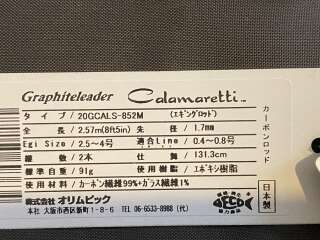 Graphiteleader Calamaretti
タイプ 20GCALS-852M (エギングロッド)
全長 2.57m(8ft5in) 先径 1.7mm
Egi Size 2.5~4号 適合Line 0.4~0.8号
継数 2本 仕舞 131.3cm
標準自重 91g 使用樹脂 エポキシ樹脂
使用材料 カーボン繊維99%+ガラス繊維1%
株式会社 オリムピック
本社 大阪市西区新町1-8-6 TEL 06-6533-8988(代)
カーボンロッド
日本製